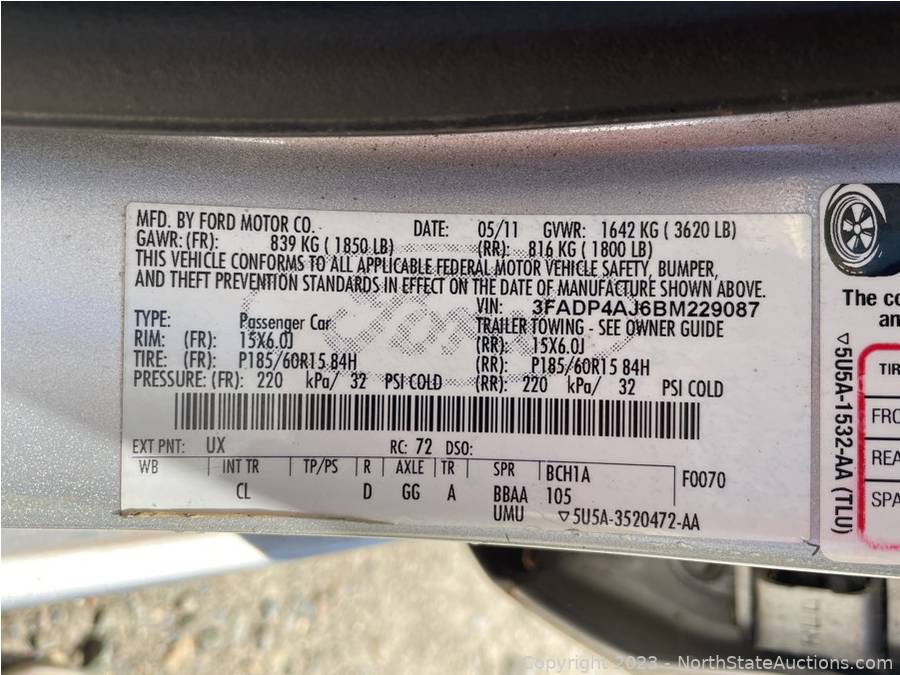 MFD. BY FORD MOTOR CO. DATE: 05/11 GVWR: 1642 KG ( 3620 LB)
GAWR: (FR): 839 KG ( 1850 LB) (RR): 816 KG ( 1800 LB)
THIS VEHICLE CONFORMS TO ALL APPLICABLE FEDERAL MOTOR VEHICLE SAFETY, BUMPER,
AND THEFT PREVENTION STANDARDS IN EFFECT ON THE DATE OF MANUFACTURE SHOWN ABOVE.
VIN: 3FADP4AJ6BM229087
TYPE: Passenger Car TRAILER TOWING - SEE OWNER GUIDE
RIM: (FR): 15X6.0J (RR): 15X6.0J
TIRE: (FR): P185/60R15 84H (RR): P185/60R15 84H
PRESSURE: (FR): 220 kPa/ 32 PSI COLD (RR): 220 kPa/ 32 PSI COLD
EXT PNT: UX RC: 72 DSO:
WB INT TR TP/PS R AXLE TR SPR BCH1A F0070
CL D GG A BBAA 105
UMU ▽5U5A-3520472-AA
The co
an
▽5U5A-1532-AA (TLU)
TIR
FRO
REA
SPA
Copyright 2023 - NorthStateAuctions.com